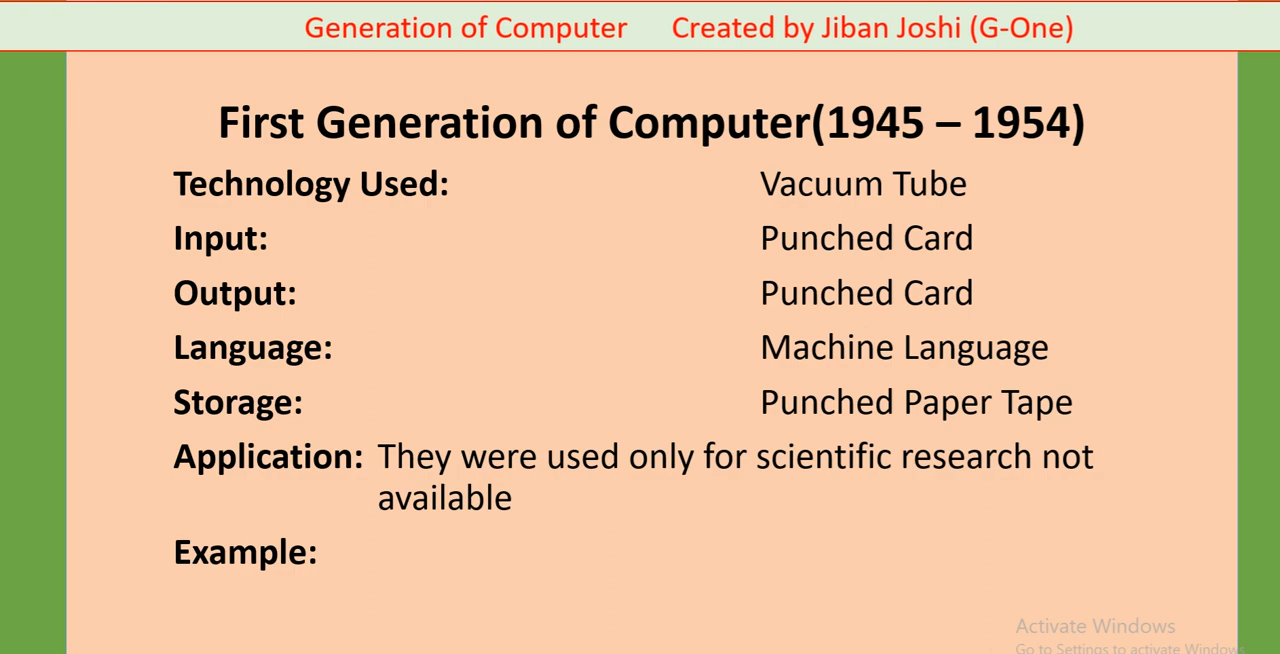 Generation of Computer Created by Jiban Joshi (G-One)
First Generation of Computer(1945 – 1954)
Technology Used: Vacuum Tube
Input: Punched Card
Output: Punched Card
Language: Machine Language
Storage: Punched Paper Tape
Application: They were used only for scientific research not
available
Example:
Activate Windows
Go to Settings to activate Windows